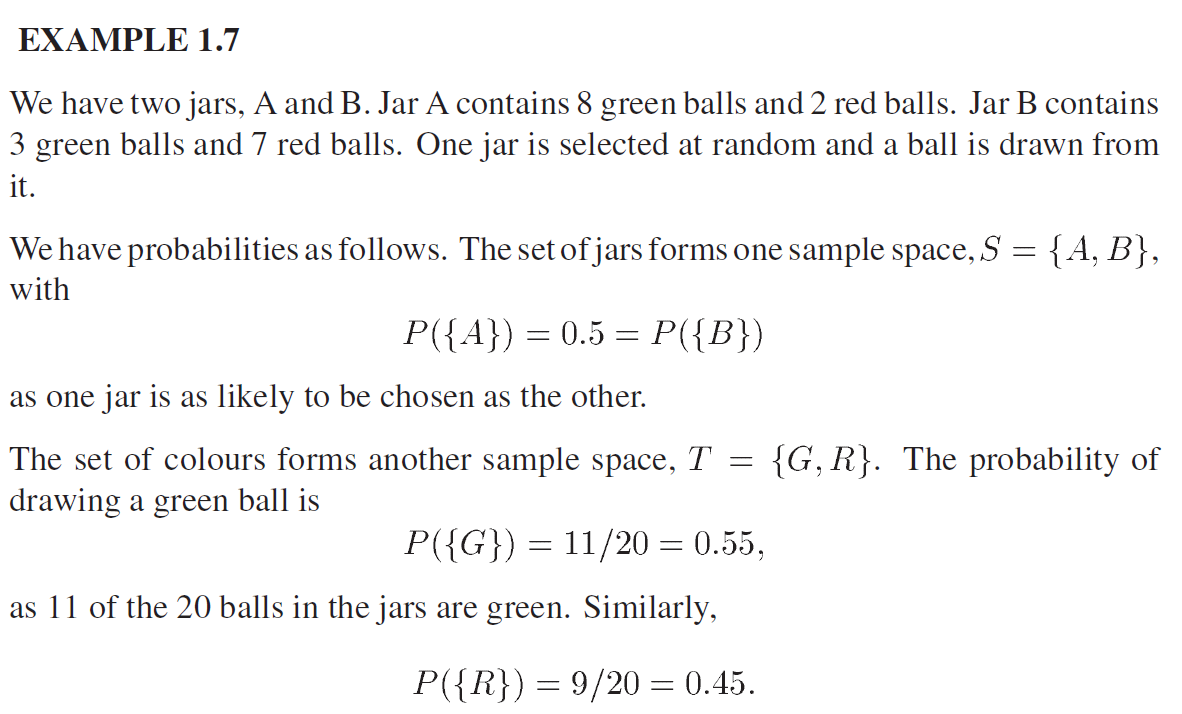 EXAMPLE 1.7
We have two jars, A and B. Jar A contains 8 green balls and 2 red balls. Jar B contains
3 green balls and 7 red balls. One jar is selected at random and a ball is drawn from
it.
We have probabilities as follows. The set of jars forms one sample space, S = {A, B},
with
P({A}) = 0.5 = P({B})
as one jar is as likely to be chosen as the other.
The set of colours forms another sample space, T = {G, R}. The probability of
drawing a green ball is
P({G}) = 11/20 = 0.55,
as 11 of the 20 balls in the jars are green. Similarly,
P({R}) = 9/20 = 0.45.